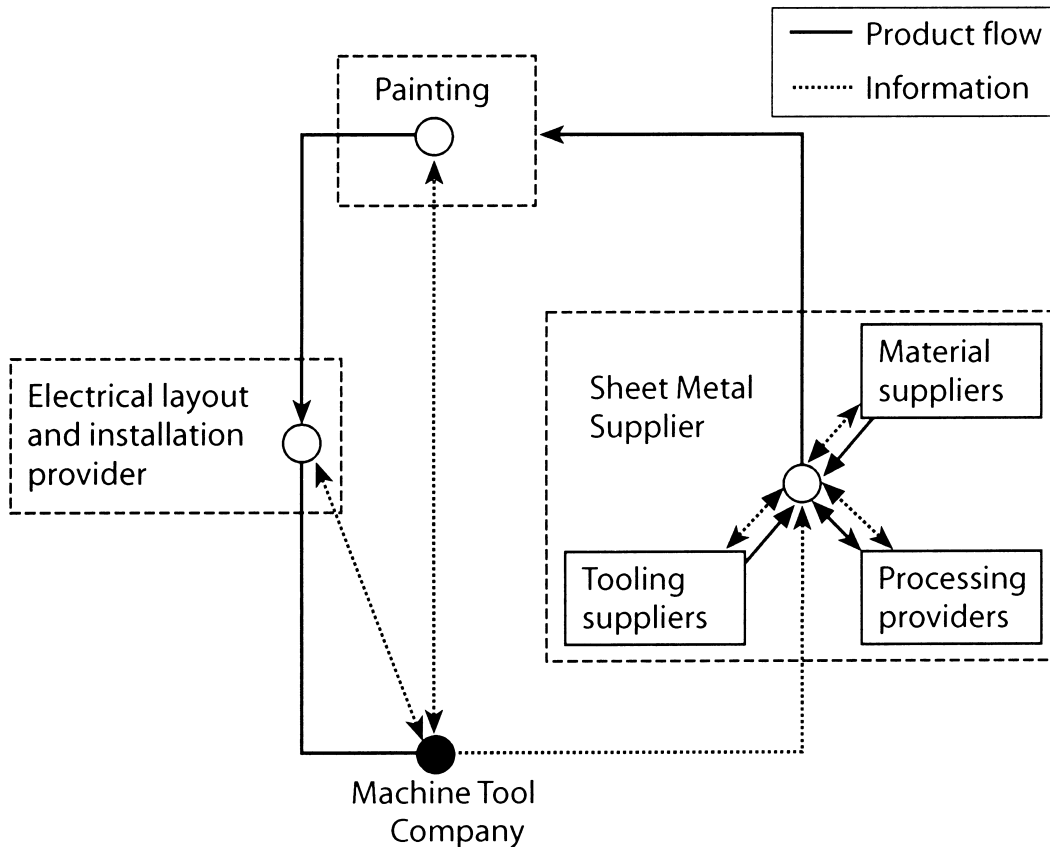 Product flow
Information
Painting
Electrical layout
and installation
provider
Sheet Metal
Supplier
Material
suppliers
Tooling
suppliers
Processing
providers
Machine Tool
Company